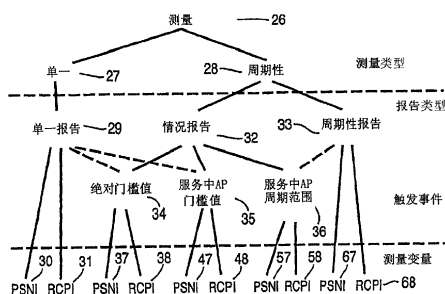 测量 26
单一 27 28 周期性 测量类型
报告类型
单一报告 29 情况报告 32 33 周期性报告
绝对门槛值 34 服务中AP 门槛值 35 服务中AP 周期范围 36 触发事件
30 31 37 38 47 48 57 58 67 测量变量
PSNI RCPI PSNI RCPI PSNI RCPI PSNI RCPI PSNI RCPI 68